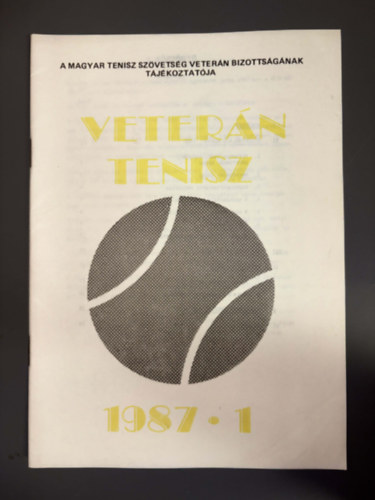 A MAGYAR TENISZ SZÖVETSÉG VETERÁN BIZOTTSÁGÁNAK
TÁJÉKOZTATÓJA
VETERÁN
TENISZ
1987 • 1